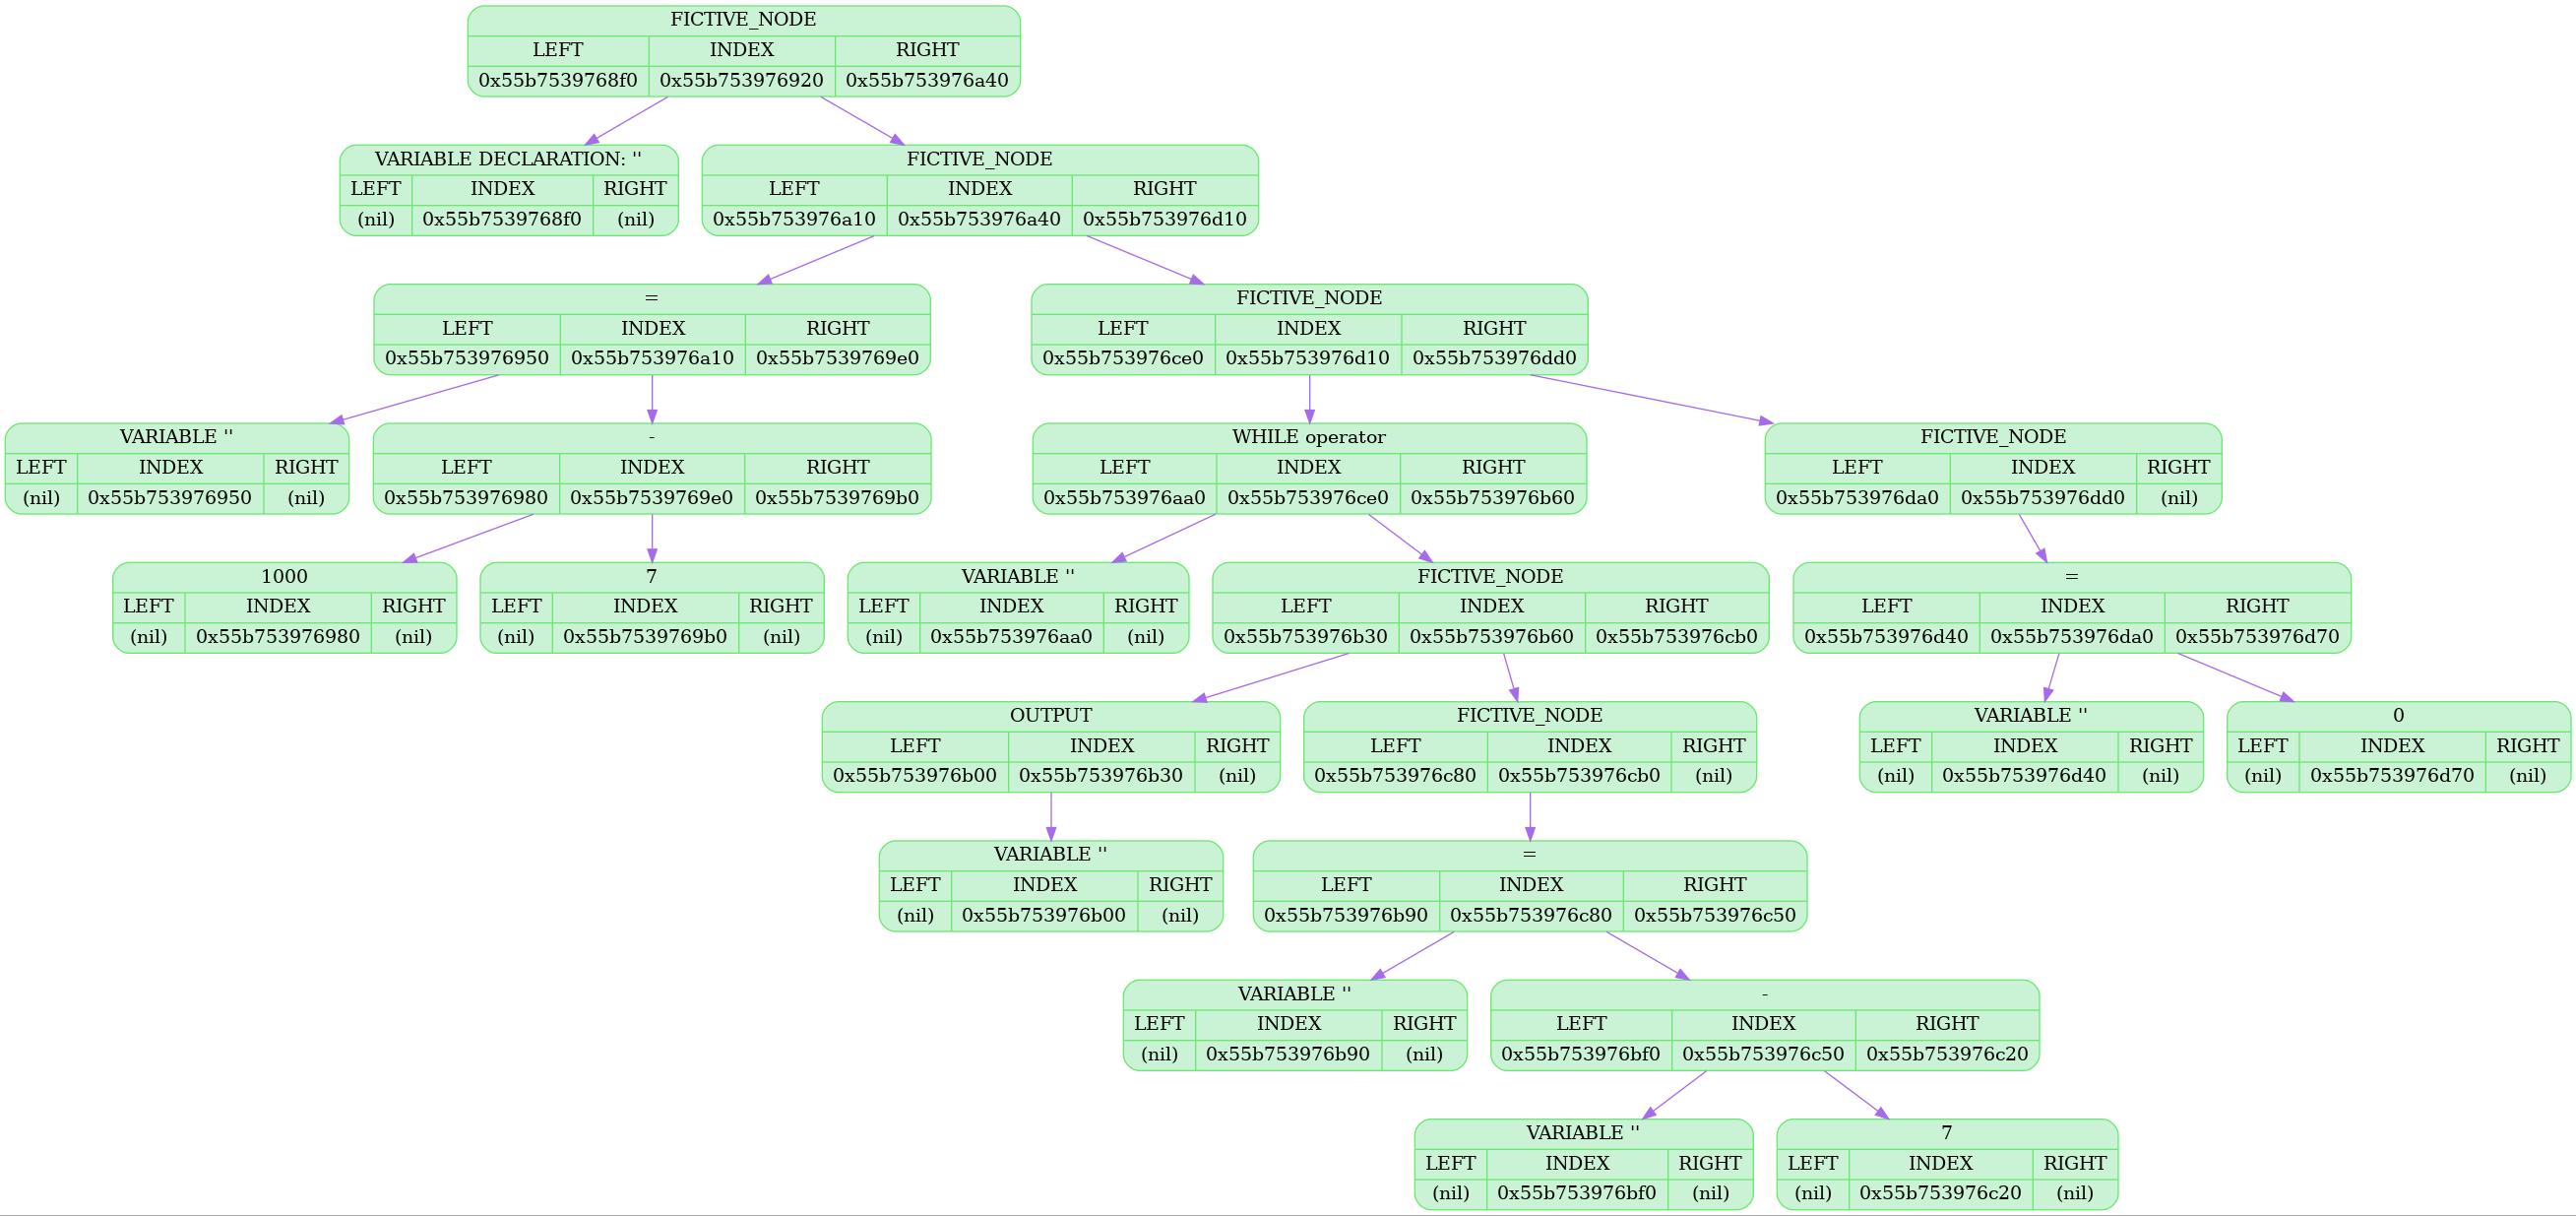 FICTIVE_NODE
LEFT INDEX RIGHT
0x55b7539768f0 0x55b753976920 0x55b753976a40
VARIABLE DECLARATION: ''
LEFT INDEX RIGHT
(nil) 0x55b7539768f0 (nil)
FICTIVE_NODE
LEFT INDEX RIGHT
0x55b753976a10 0x55b753976a40 0x55b753976d10
=
LEFT INDEX RIGHT
0x55b753976950 0x55b753976a10 0x55b7539769e0
FICTIVE_NODE
LEFT INDEX RIGHT
0x55b753976ce0 0x55b753976d10 0x55b753976dd0
VARIABLE ''
LEFT INDEX RIGHT
(nil) 0x55b753976950 (nil)
-
LEFT INDEX RIGHT
0x55b753976980 0x55b7539769e0 0x55b7539769b0
WHILE operator
LEFT INDEX RIGHT
0x55b753976aa0 0x55b753976ce0 0x55b753976b60
FICTIVE_NODE
LEFT INDEX RIGHT
0x55b753976da0 0x55b753976dd0 (nil)
1000
LEFT INDEX RIGHT
(nil) 0x55b753976980 (nil)
7
LEFT INDEX RIGHT
(nil) 0x55b7539769b0 (nil)
VARIABLE ''
LEFT INDEX RIGHT
(nil) 0x55b753976aa0 (nil)
FICTIVE_NODE
LEFT INDEX RIGHT
0x55b753976b30 0x55b753976b60 0x55b753976cb0
=
LEFT INDEX RIGHT
0x55b753976d40 0x55b753976da0 0x55b753976d70
OUTPUT
LEFT INDEX RIGHT
0x55b753976b00 0x55b753976b30 (nil)
FICTIVE_NODE
LEFT INDEX RIGHT
0x55b753976c80 0x55b753976cb0 (nil)
VARIABLE ''
LEFT INDEX RIGHT
(nil) 0x55b753976d40 (nil)
0
LEFT INDEX RIGHT
(nil) 0x55b753976d70 (nil)
VARIABLE ''
LEFT INDEX RIGHT
(nil) 0x55b753976b00 (nil)
=
LEFT INDEX RIGHT
0x55b753976b90 0x55b753976c80 0x55b753976c50
VARIABLE ''
LEFT INDEX RIGHT
(nil) 0x55b753976b90 (nil)
-
LEFT INDEX RIGHT
0x55b753976bf0 0x55b753976c50 0x55b753976c20
VARIABLE ''
LEFT INDEX RIGHT
(nil) 0x55b753976bf0 (nil)
7
LEFT INDEX RIGHT
(nil) 0x55b753976c20 (nil)